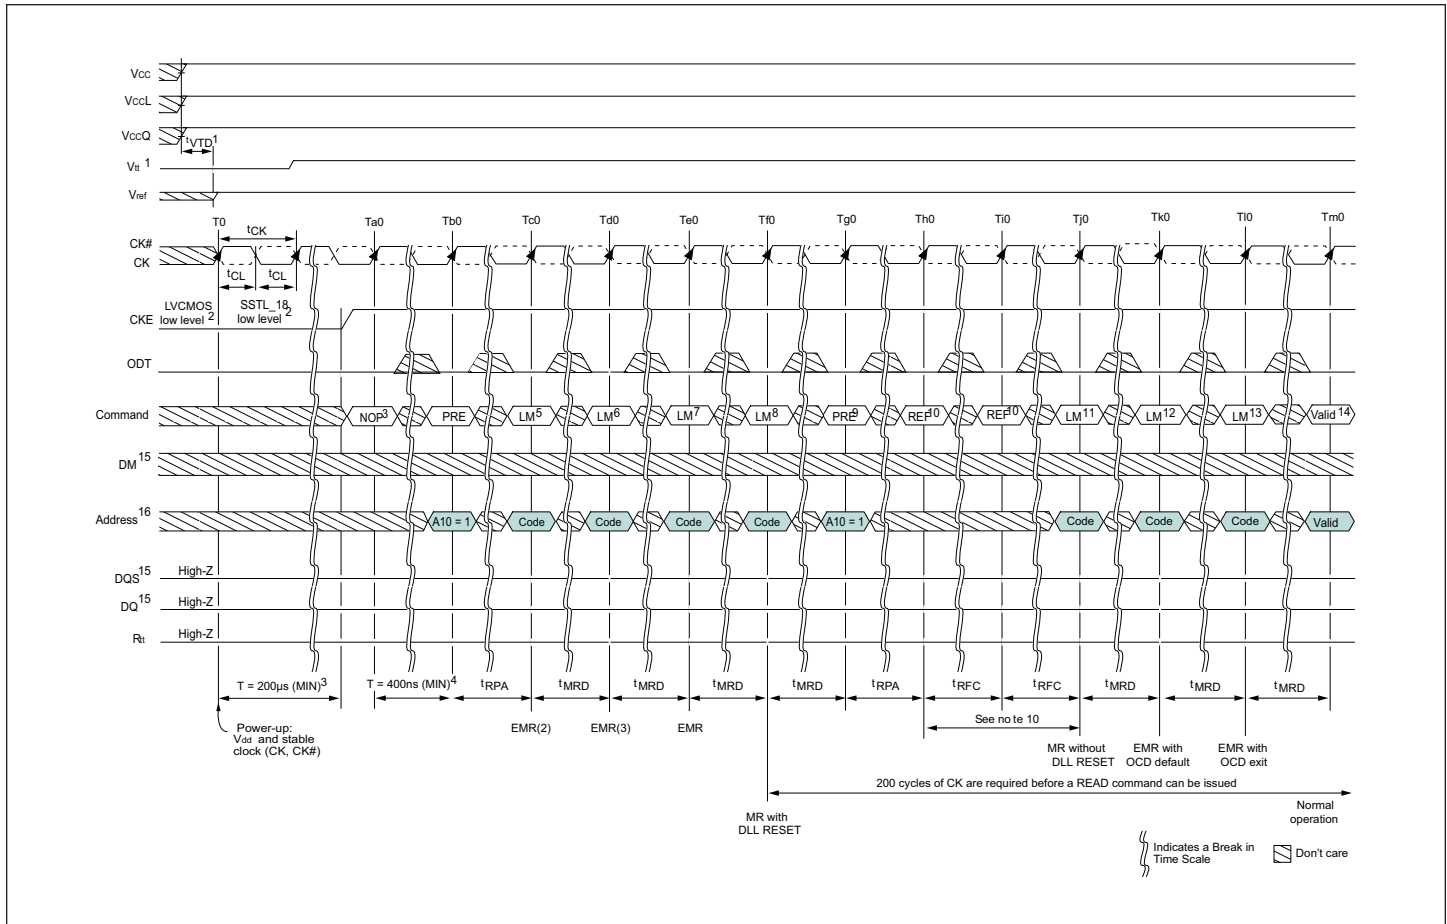 Vcc
VccL
VccQ
tVTD1
Vtt 1
Vref
T0 Ta0 Tb0 Tc0 Td0 Te0 Tf0 Tg0 Th0 Ti0 Tj0 Tk0 Tl0 Tm0
tCK
CK#
CK
tCL tCL
LVCMOS low level 2
SSTL_18 low level 2
CKE
ODT
Command NOP3 PRE LM5 LM6 LM7 LM8 PRE9 REF10 REF10 LM11 LM12 LM13 Valid 14
DM15
Address16 A10 = 1 Code Code Code Code A10 = 1 Code Code Code Valid
DQS15 High-Z
DQ15 High-Z
Rtt High-Z
T = 200µs (MIN)3 T = 400ns (MIN)4 tRPA tMRD tMRD tMRD tMRD tRPA tRFC tRFC tMRD tMRD tMRD
Power-up:
Vdd and stable
clock (CK, CK#)
EMR(2) EMR(3) EMR
See no te 10
MR without
DLL RESET
EMR with
OCD default
EMR with
OCD exit
200 cycles of CK are required before a READ command can be issued
MR with
DLL RESET
Normal
operation
Indicates a Break in
Time Scale
Don't care